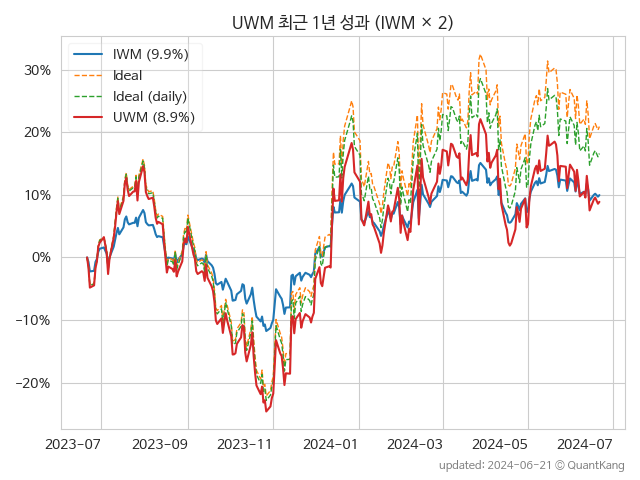 UWM 최근 1년 성과 (IWM × 2)
IWM (9.9%)
Ideal
Ideal (daily)
UWM (8.9%)
30%
20%
10%
0%
−10%
−20%
2023-07 2023-09 2023-11 2024-01 2024-03 2024-05 2024-07
updated: 2024-06-21 ⓒ QuantKang